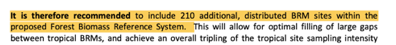 It is therefore recommended to include 210 additional, distributed BRM sites within the
proposed Forest Biomass Reference System. This will allow for optimal filling of large gaps
between tropical BRMs, and achieve an overall tripling of the tropical site sampling intensity